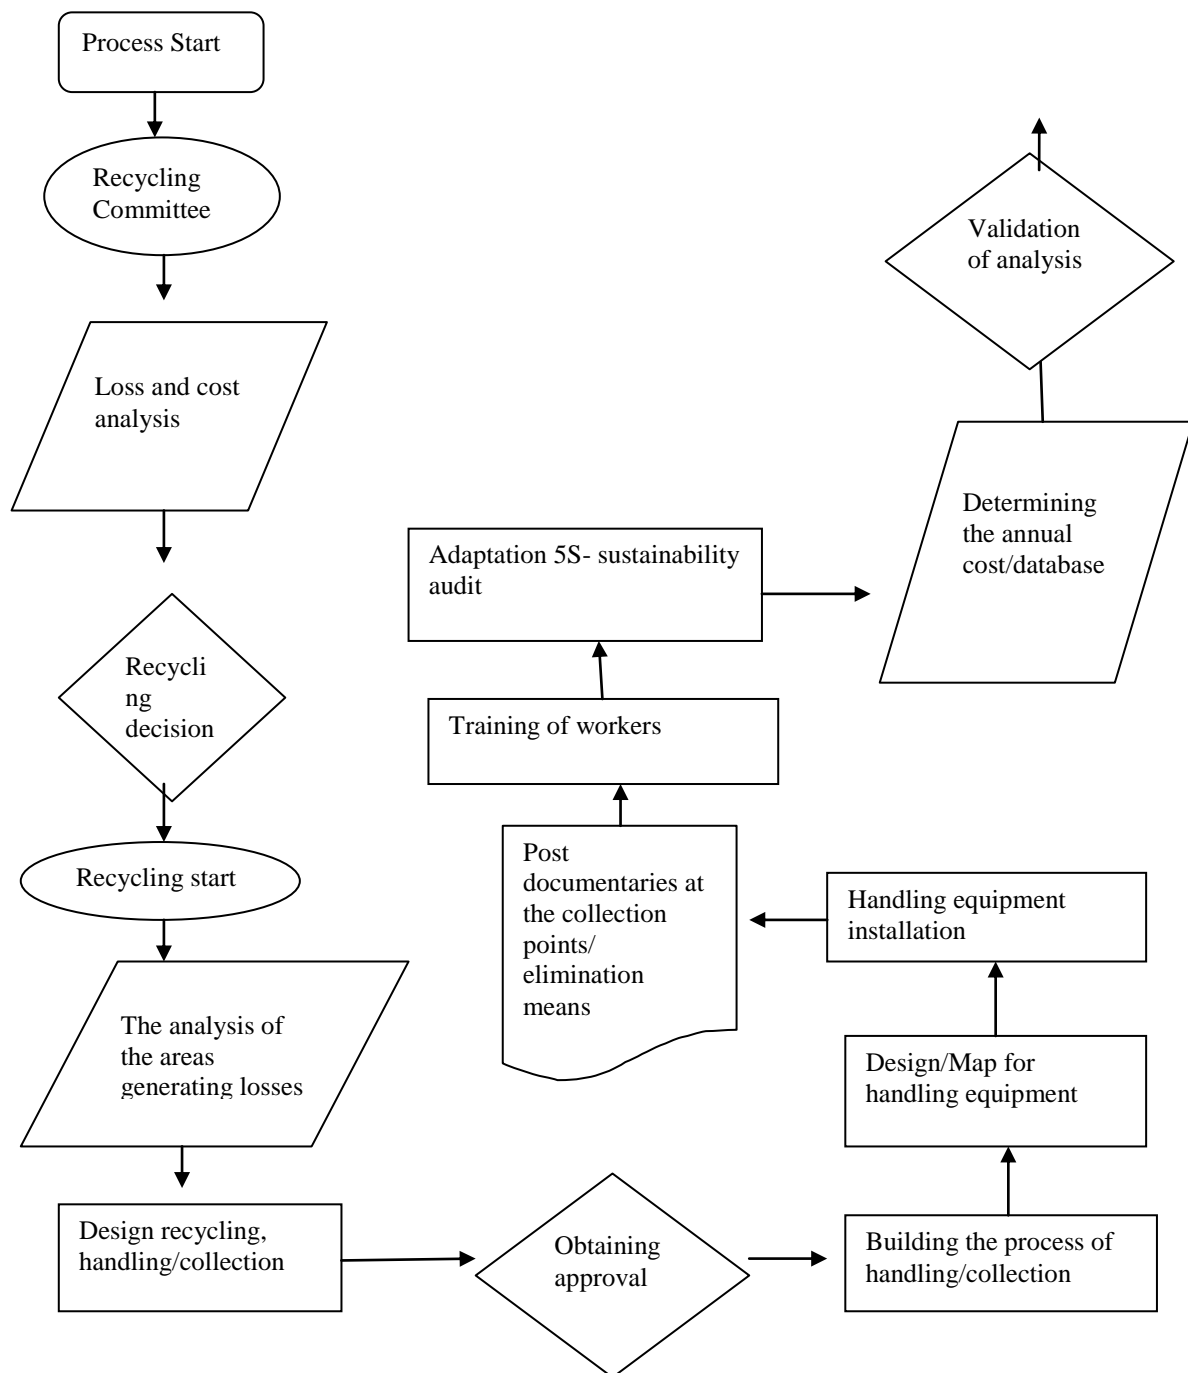 Process Start
Recycling
Committee
Loss and cost
analysis
Recycli
ng
decision
Recycling start
The analysis of
the areas
generating losses
Design recycling,
handling/collection
Obtaining
approval
Building the process of
handling/collection
Design/Map for
handling equipment
Handling equipment
installation
Post
documentaries at
the collection
points/
elimination
means
Training of workers
Adaptation 5S- sustainability
audit
Determining
the annual
cost/database
Validation
of analysis